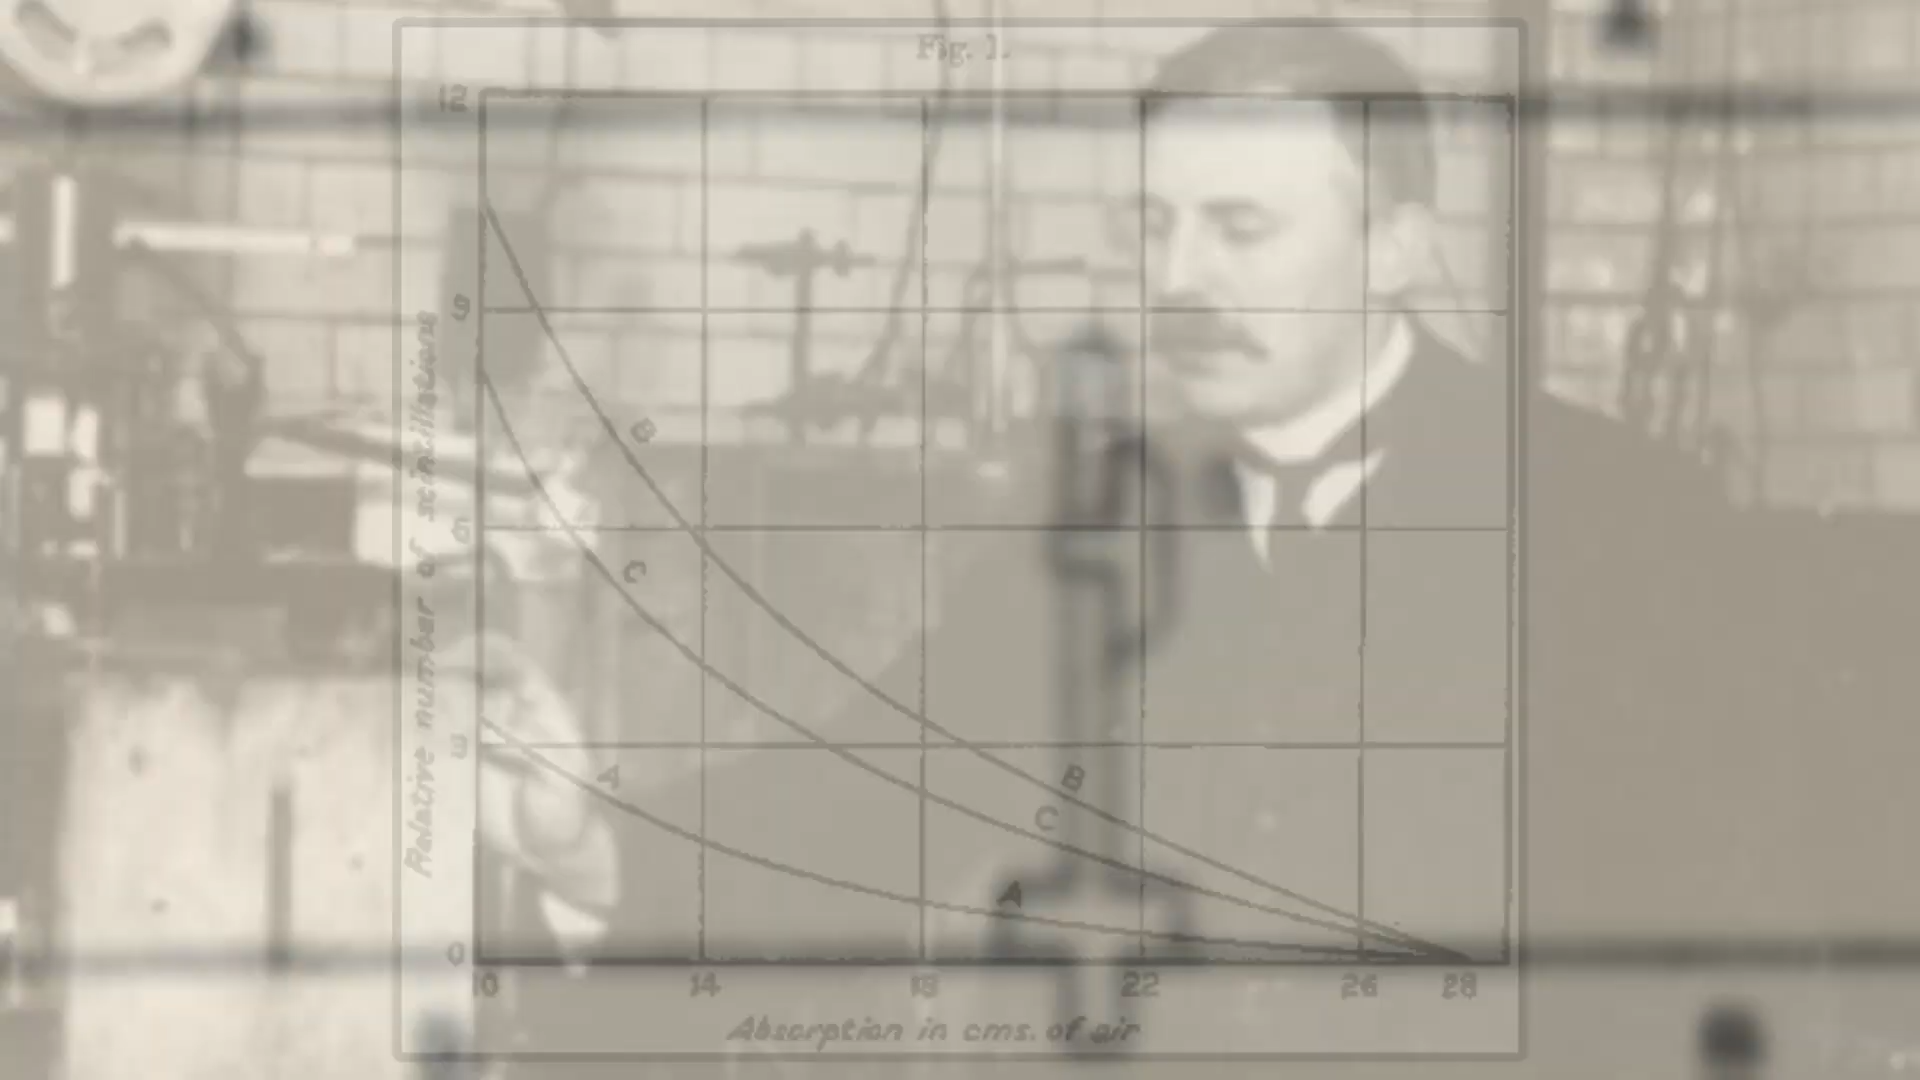 Fig. 1.
12
9
6
3
0
Relative number of scintillations
B
C
A
B
C
A
10 14 18 22 26 28
Absorption in cms. of air